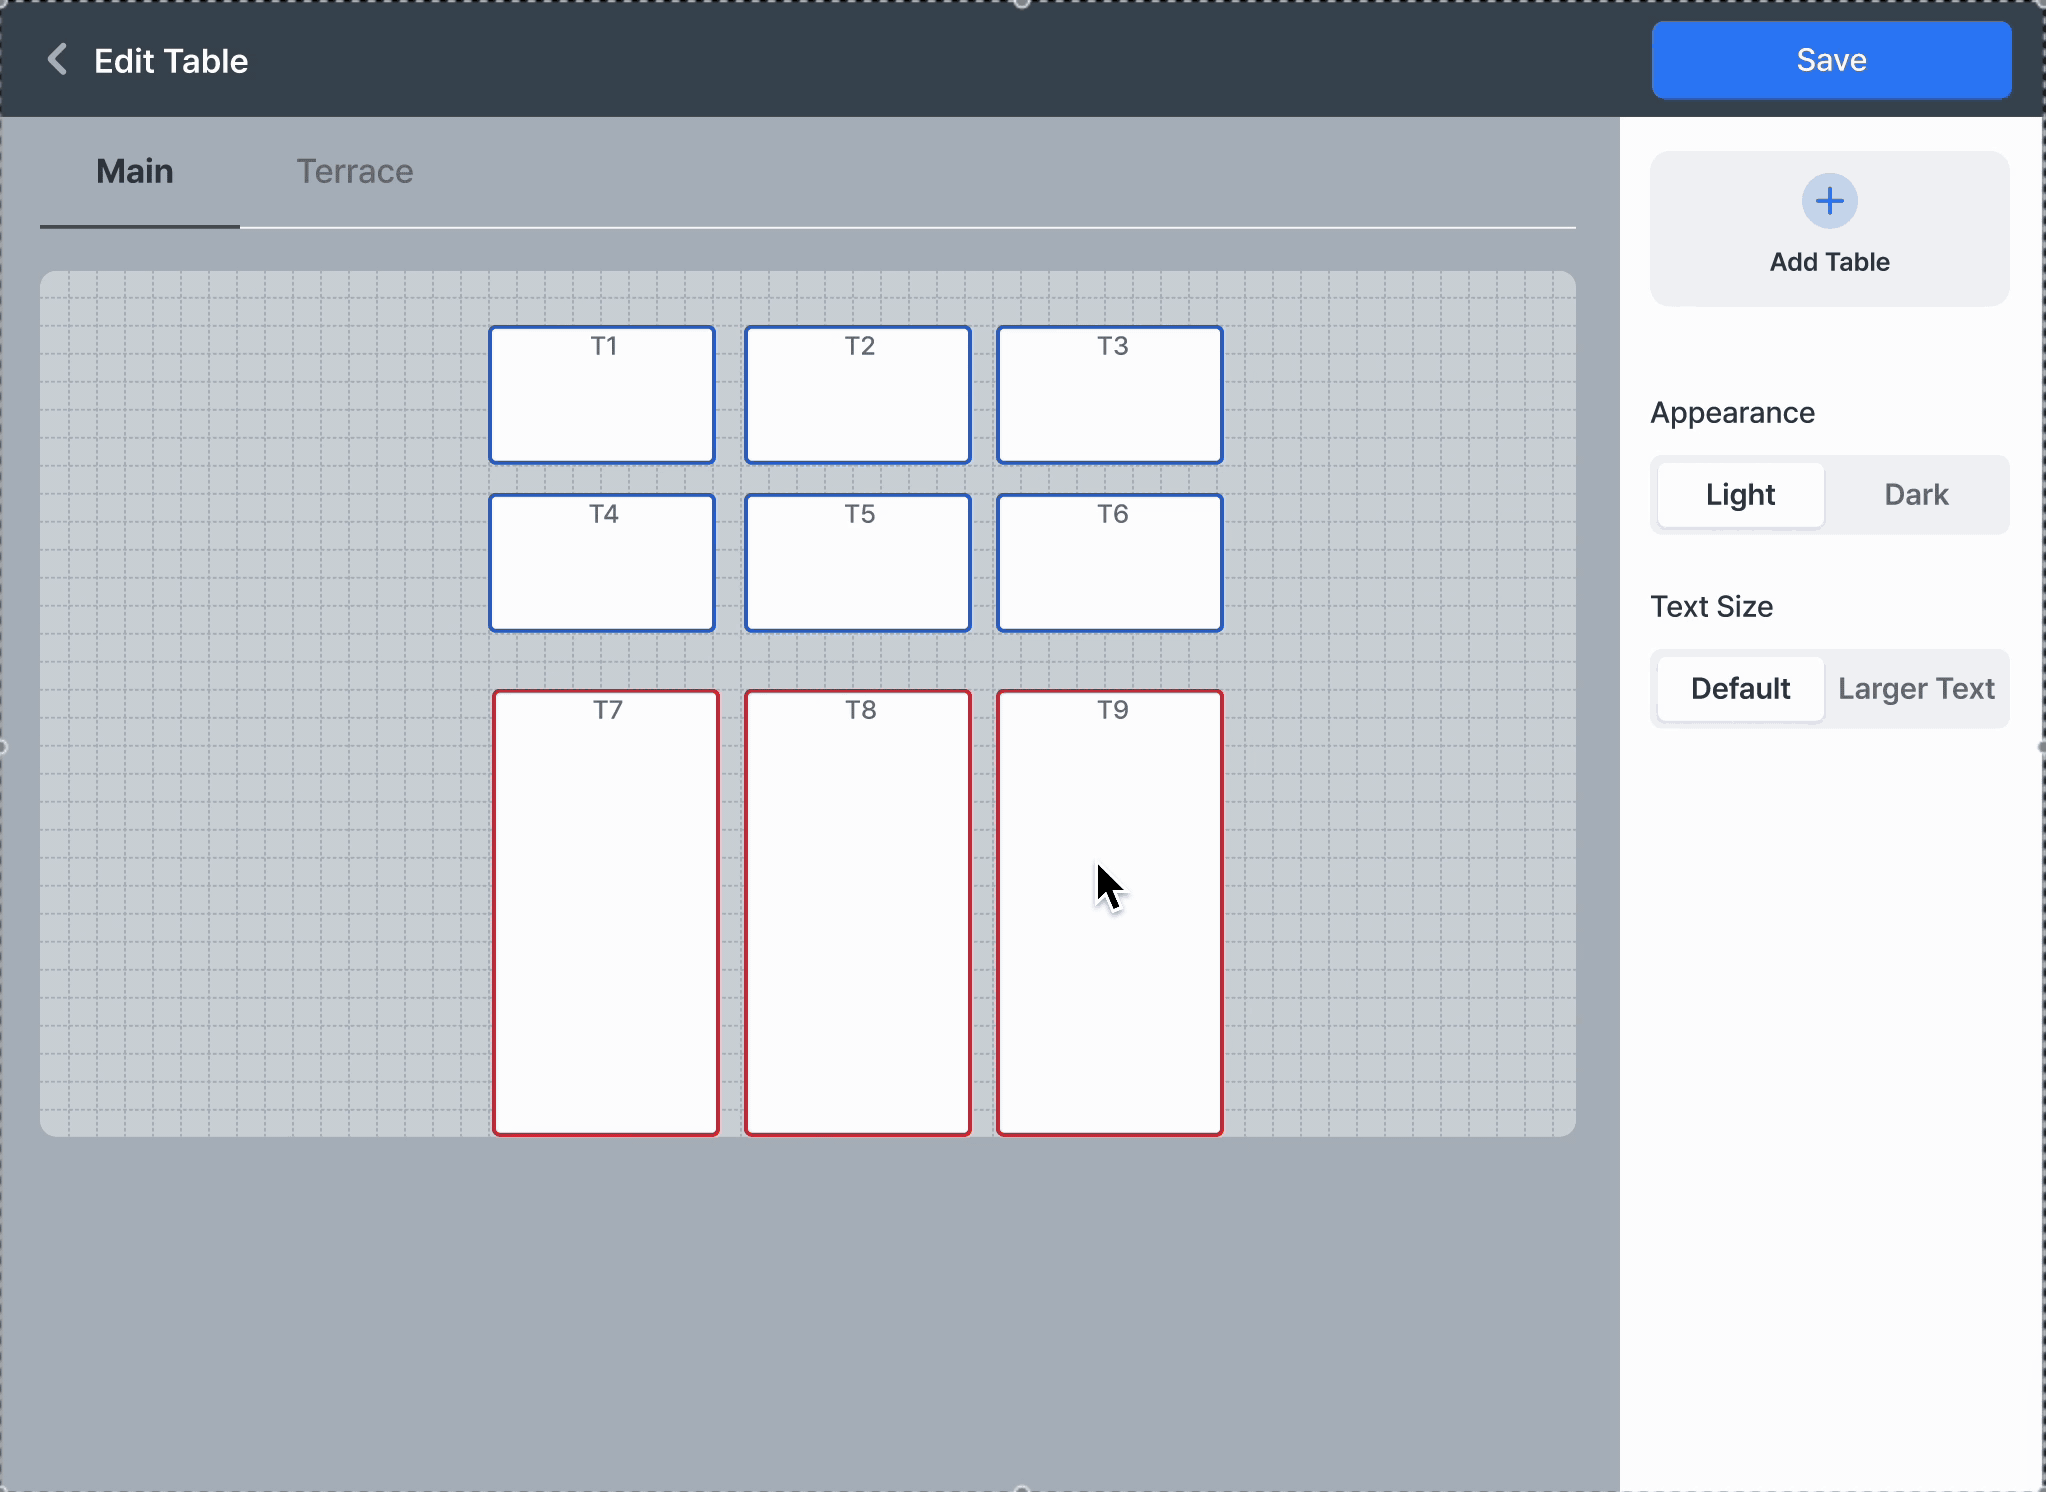 Edit Table
Save
Main
Terrace
Add Table
T1
T2
T3
Appearance
Light
Dark
T4
T5
T6
Text Size
Default
Larger Text
T7
T8
T9